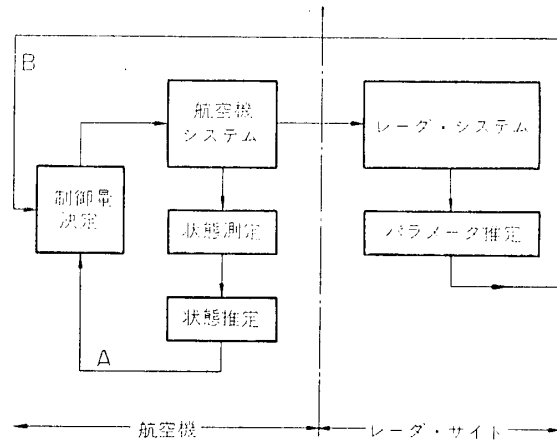 B
航空機
システム
レーダ・システム
制御量
決定
状態測定
パラメータ推定
状態推定
A
航空機
レーダ・サイト